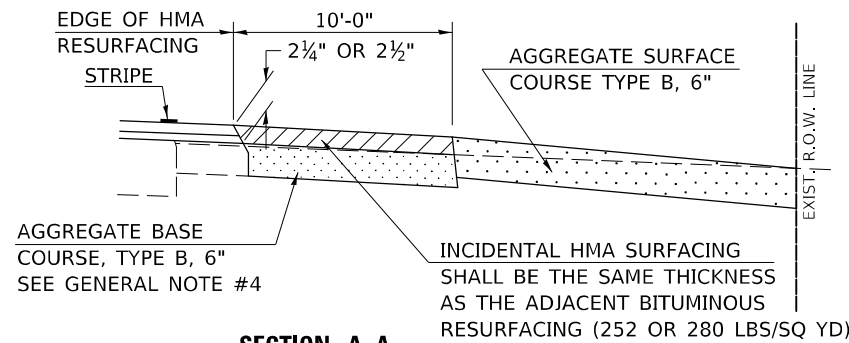 EDGE OF HMA
RESURFACING
10'-0"
2¼" OR 2½"
STRIPE
AGGREGATE SURFACE
COURSE TYPE B, 6"
EXIST. R.O.W. LINE
AGGREGATE BASE
COURSE, TYPE B, 6"
SEE GENERAL NOTE #4
INCIDENTAL HMA SURFACING
SHALL BE THE SAME THICKNESS
AS THE ADJACENT BITUMINOUS
RESURFACING (252 OR 280 LBS/SQ YD)
SECTION A-A